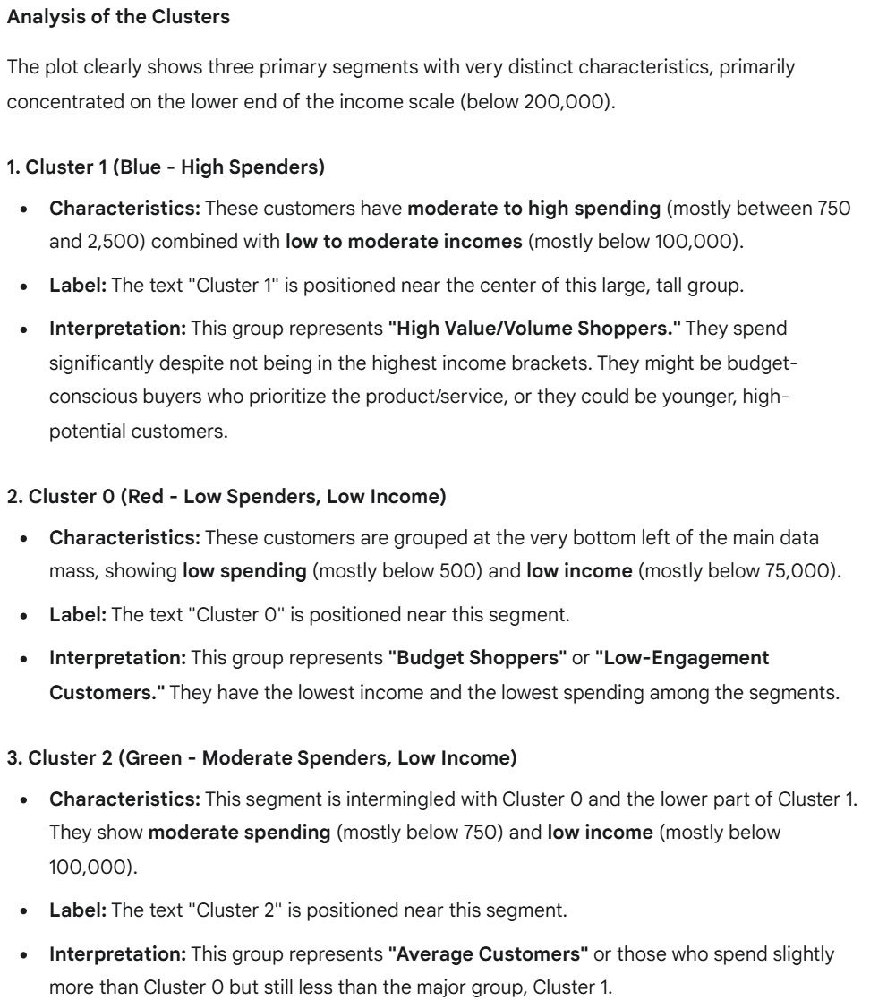 Analysis of the Clusters
The plot clearly shows three primary segments with very distinct characteristics, primarily
concentrated on the lower end of the income scale (below 200,000).
1. Cluster 1 (Blue - High Spenders)
• Characteristics: These customers have moderate to high spending (mostly between 750
and 2,500) combined with low to moderate incomes (mostly below 100,000).
• Label: The text "Cluster 1" is positioned near the center of this large, tall group.
• Interpretation: This group represents "High Value/Volume Shoppers." They spend
significantly despite not being in the highest income brackets. They might be budget-
conscious buyers who prioritize the product/service, or they could be younger, high-
potential customers.
2. Cluster 0 (Red - Low Spenders, Low Income)
• Characteristics: These customers are grouped at the very bottom left of the main data
mass, showing low spending (mostly below 500) and low income (mostly below 75,000).
• Label: The text "Cluster 0" is positioned near this segment.
• Interpretation: This group represents "Budget Shoppers" or "Low-Engagement
Customers." They have the lowest income and the lowest spending among the segments.
3. Cluster 2 (Green - Moderate Spenders, Low Income)
• Characteristics: This segment is intermingled with Cluster 0 and the lower part of Cluster 1.
They show moderate spending (mostly below 750) and low income (mostly below
100,000).
• Label: The text "Cluster 2" is positioned near this segment.
• Interpretation: This group represents "Average Customers" or those who spend slightly
more than Cluster 0 but still less than the major group, Cluster 1.